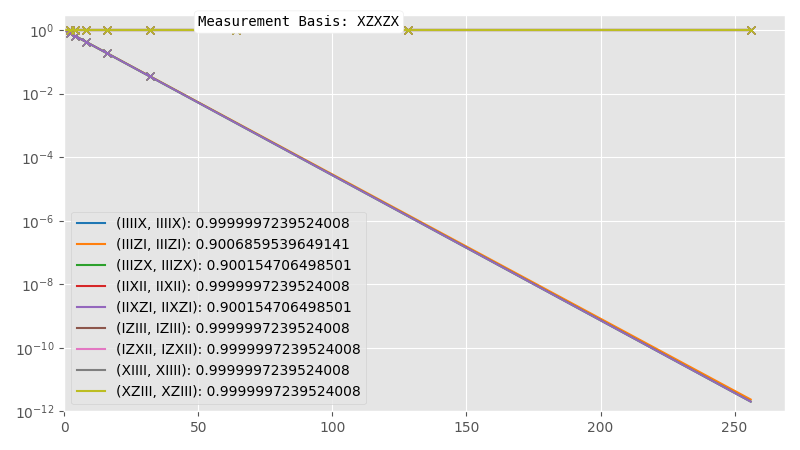 Measurement Basis: XZXZX
10^0
10^-2
10^-4
10^-6
10^-8
10^-10
10^-12
(IIIIX, IIIIX): 0.9999997239524008
(IIIZI, IIIZI): 0.9006859539649141
(IIIZX, IIIZX): 0.900154706498501
(IIXII, IIXII): 0.9999997239524008
(IIXZI, IIXZI): 0.900154706498501
(IZIII, IZIII): 0.9999997239524008
(IZXII, IZXII): 0.9999997239524008
(XIIII, XIIII): 0.9999997239524008
(XZIII, XZIII): 0.9999997239524008
0 50 100 150 200 250